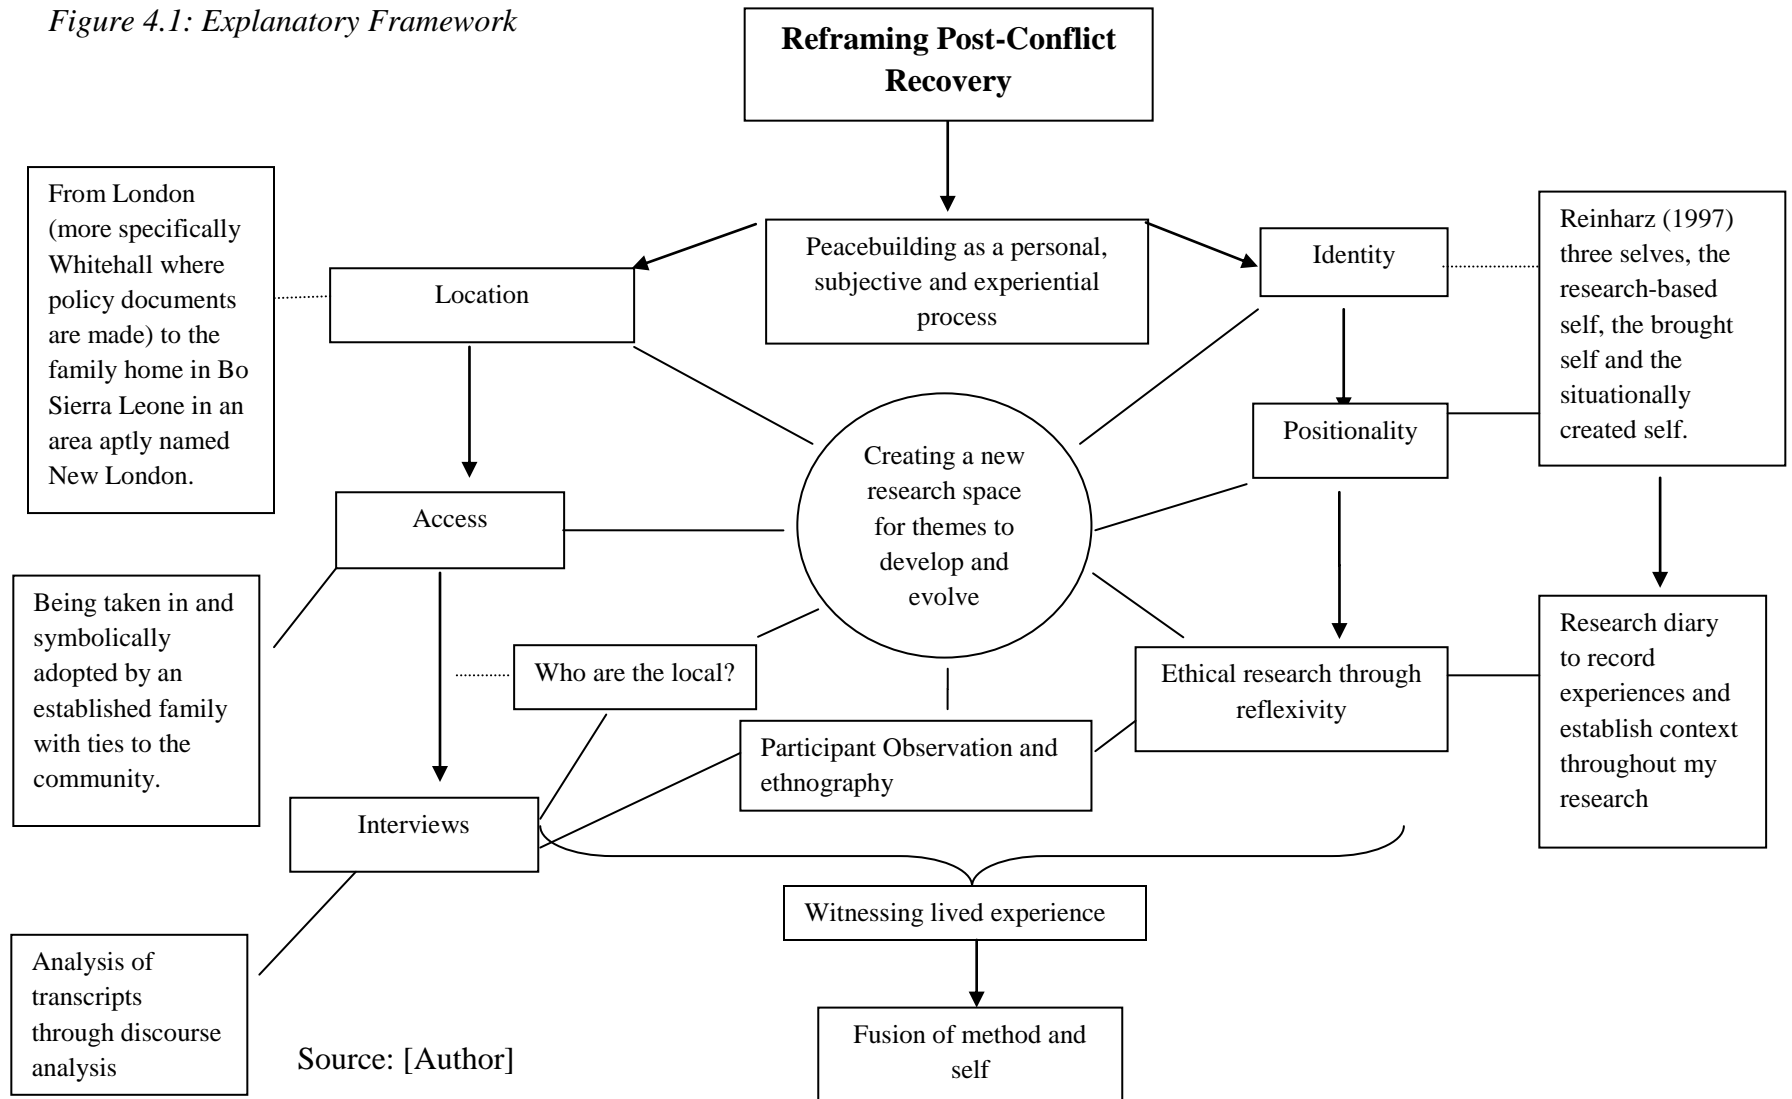 Figure 4.1: Explanatory Framework
Reframing Post-Conflict
Recovery
From London
(more specifically
Whitehall where
policy documents
are made) to the
family home in Bo
Sierra Leone in an
area aptly named
New London.
Location
Peacebuilding as a personal,
subjective and experiential
process
Identity
Reinharz (1997)
three selves, the
research-based
self, the brought
self and the
situationally
created self.
Positionality
Creating a new
research space
for themes to
develop and
evolve
Access
Being taken in and
symbolically
adopted by an
established family
with ties to the
community.
Who are the local?
Ethical research through
reflexivity
Research diary
to record
experiences and
establish context
throughout my
research
Participant Observation and
ethnography
Interviews
Witnessing lived experience
Analysis of
transcripts
through discourse
analysis
Source: [Author]
Fusion of method and
self